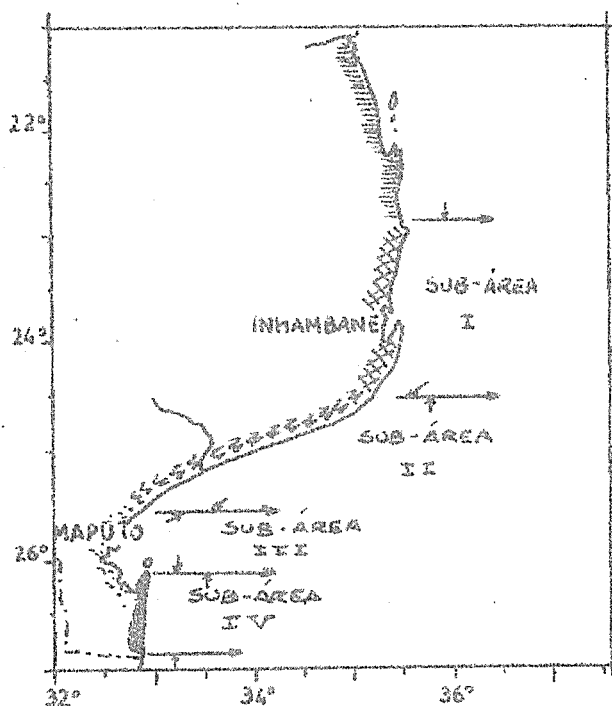 22°
SUB-ÁREA
I
INHAMBANE
24°
SUB-ÁREA
II
MAPUTO
SUB-ÁREA
III
26°
SUB-ÁREA
IV
32°
34°
36°